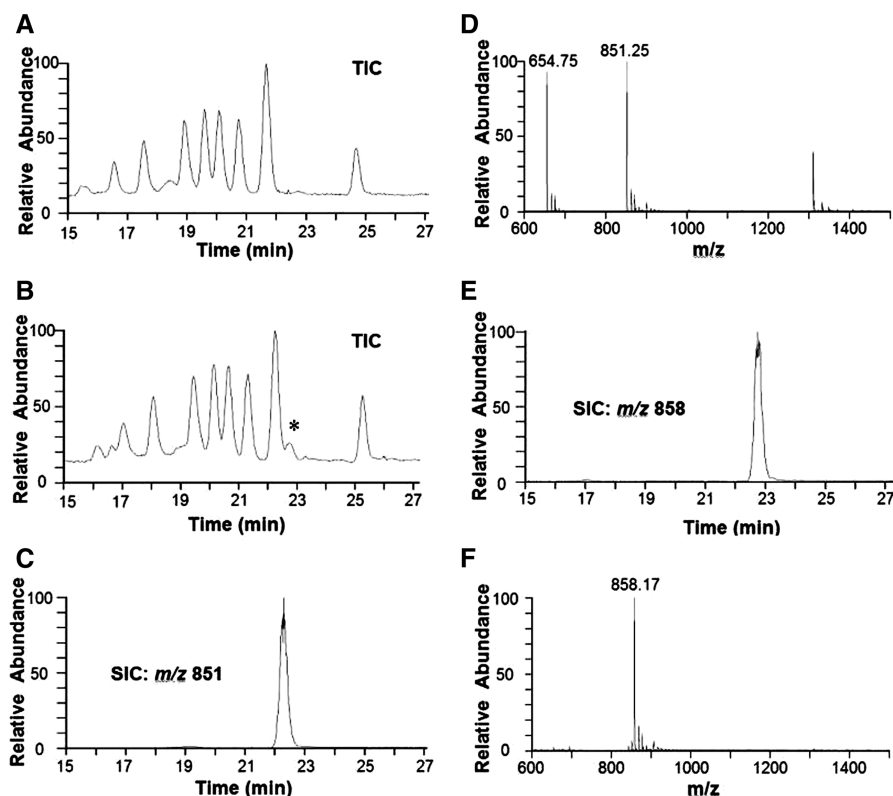 A
Relative Abundance
100
50
0
TIC
15 17 19 21 23 25 27
Time (min)
B
Relative Abundance
100
50
0
TIC
*
15 17 19 21 23 25 27
Time (min)
C
Relative Abundance
100
50
0
SIC: m/z 851
15 17 19 21 23 25 27
Time (min)
D
Relative Abundance
100
50
0
654.75
851.25
600 800 1000 1200 1400
m/z
E
Relative Abundance
100
50
0
SIC: m/z 858
15 17 19 21 23 25 27
Time (min)
F
Relative Abundance
100
50
0
858.17
600 800 1000 1200 1400
m/z